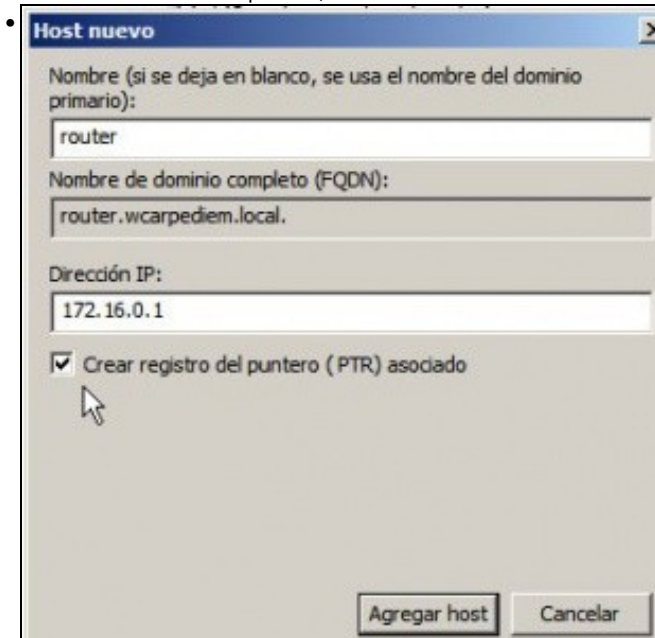 Host nuevo
Nombre (si se deja en blanco, se usa el nombre del dominio
primario):
router
Nombre de dominio completo (FQDN):
router.wcarpediem.local.
Dirección IP:
172.16.0.1
Crear registro del puntero (PTR) asociado
Agregar host
Cancelar